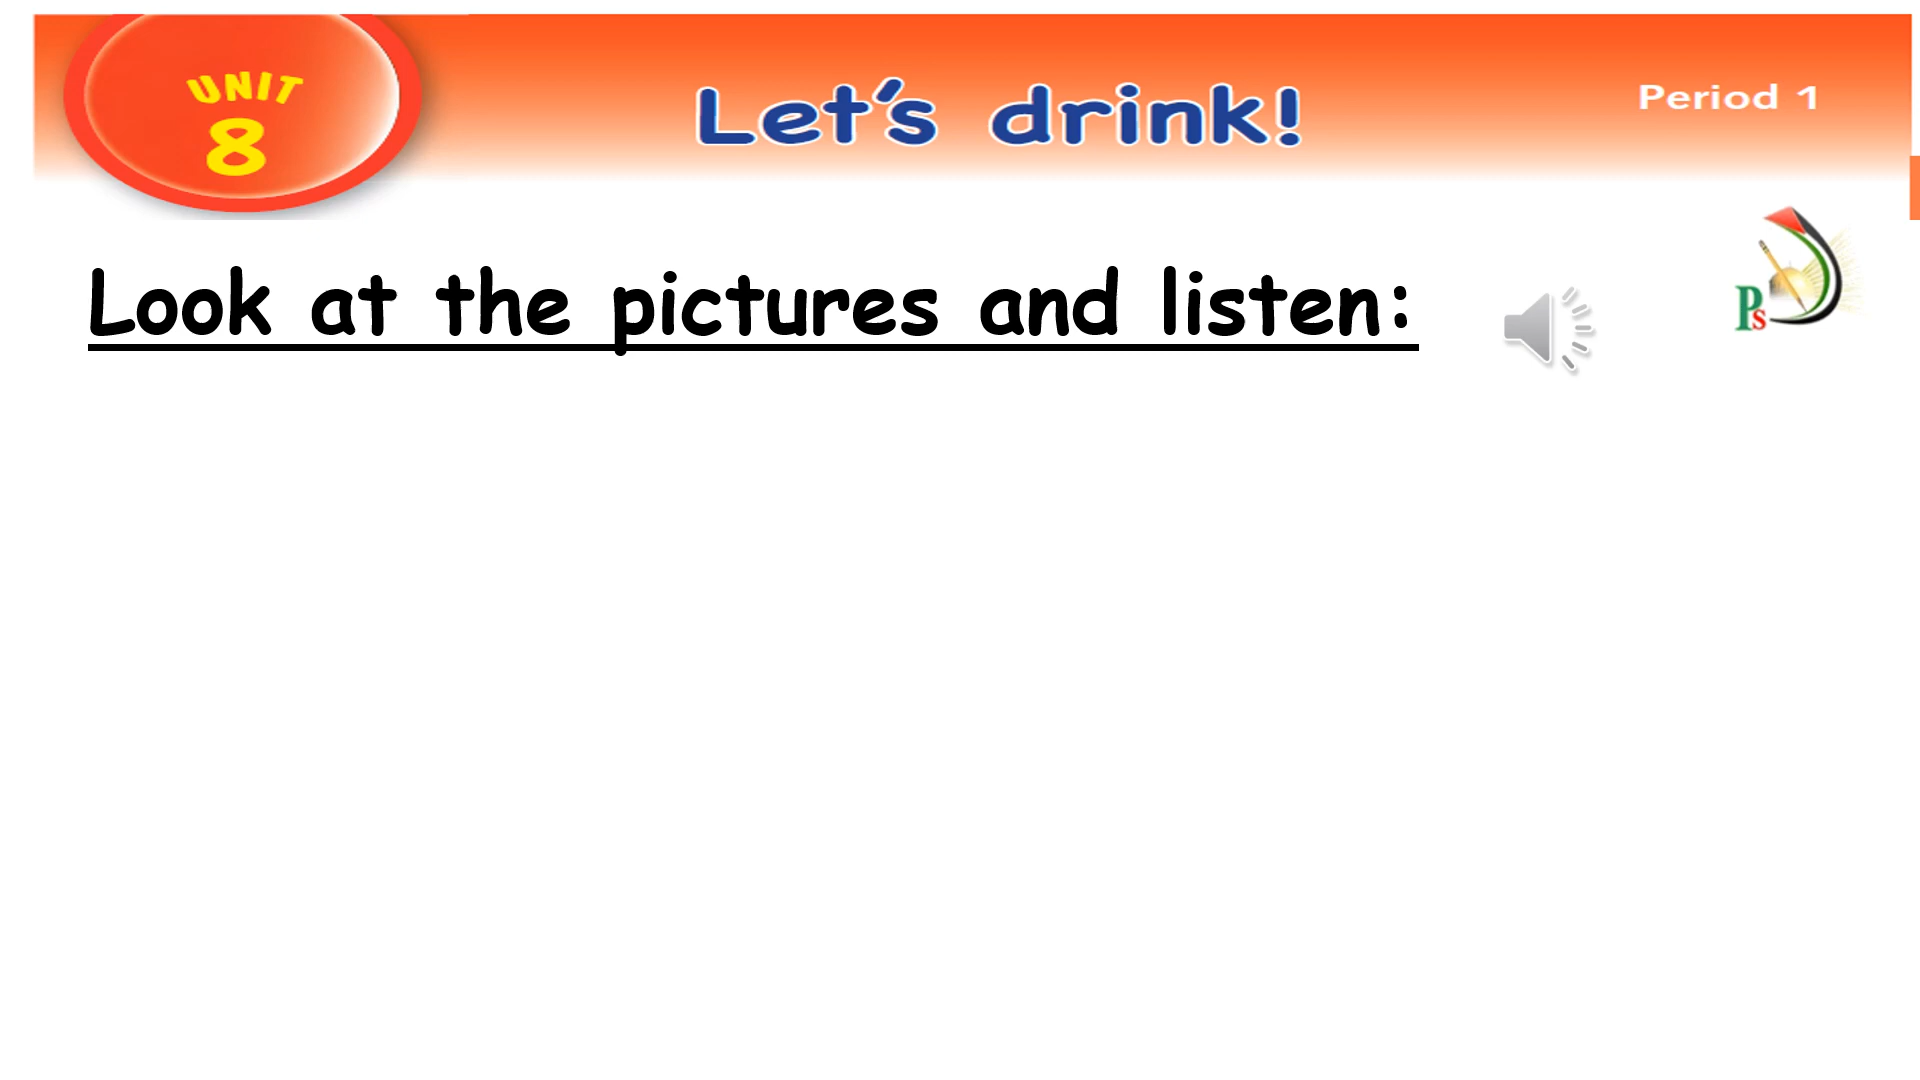 UNIT
8
Let's drink!
Period 1
Look at the pictures and listen:
Ps